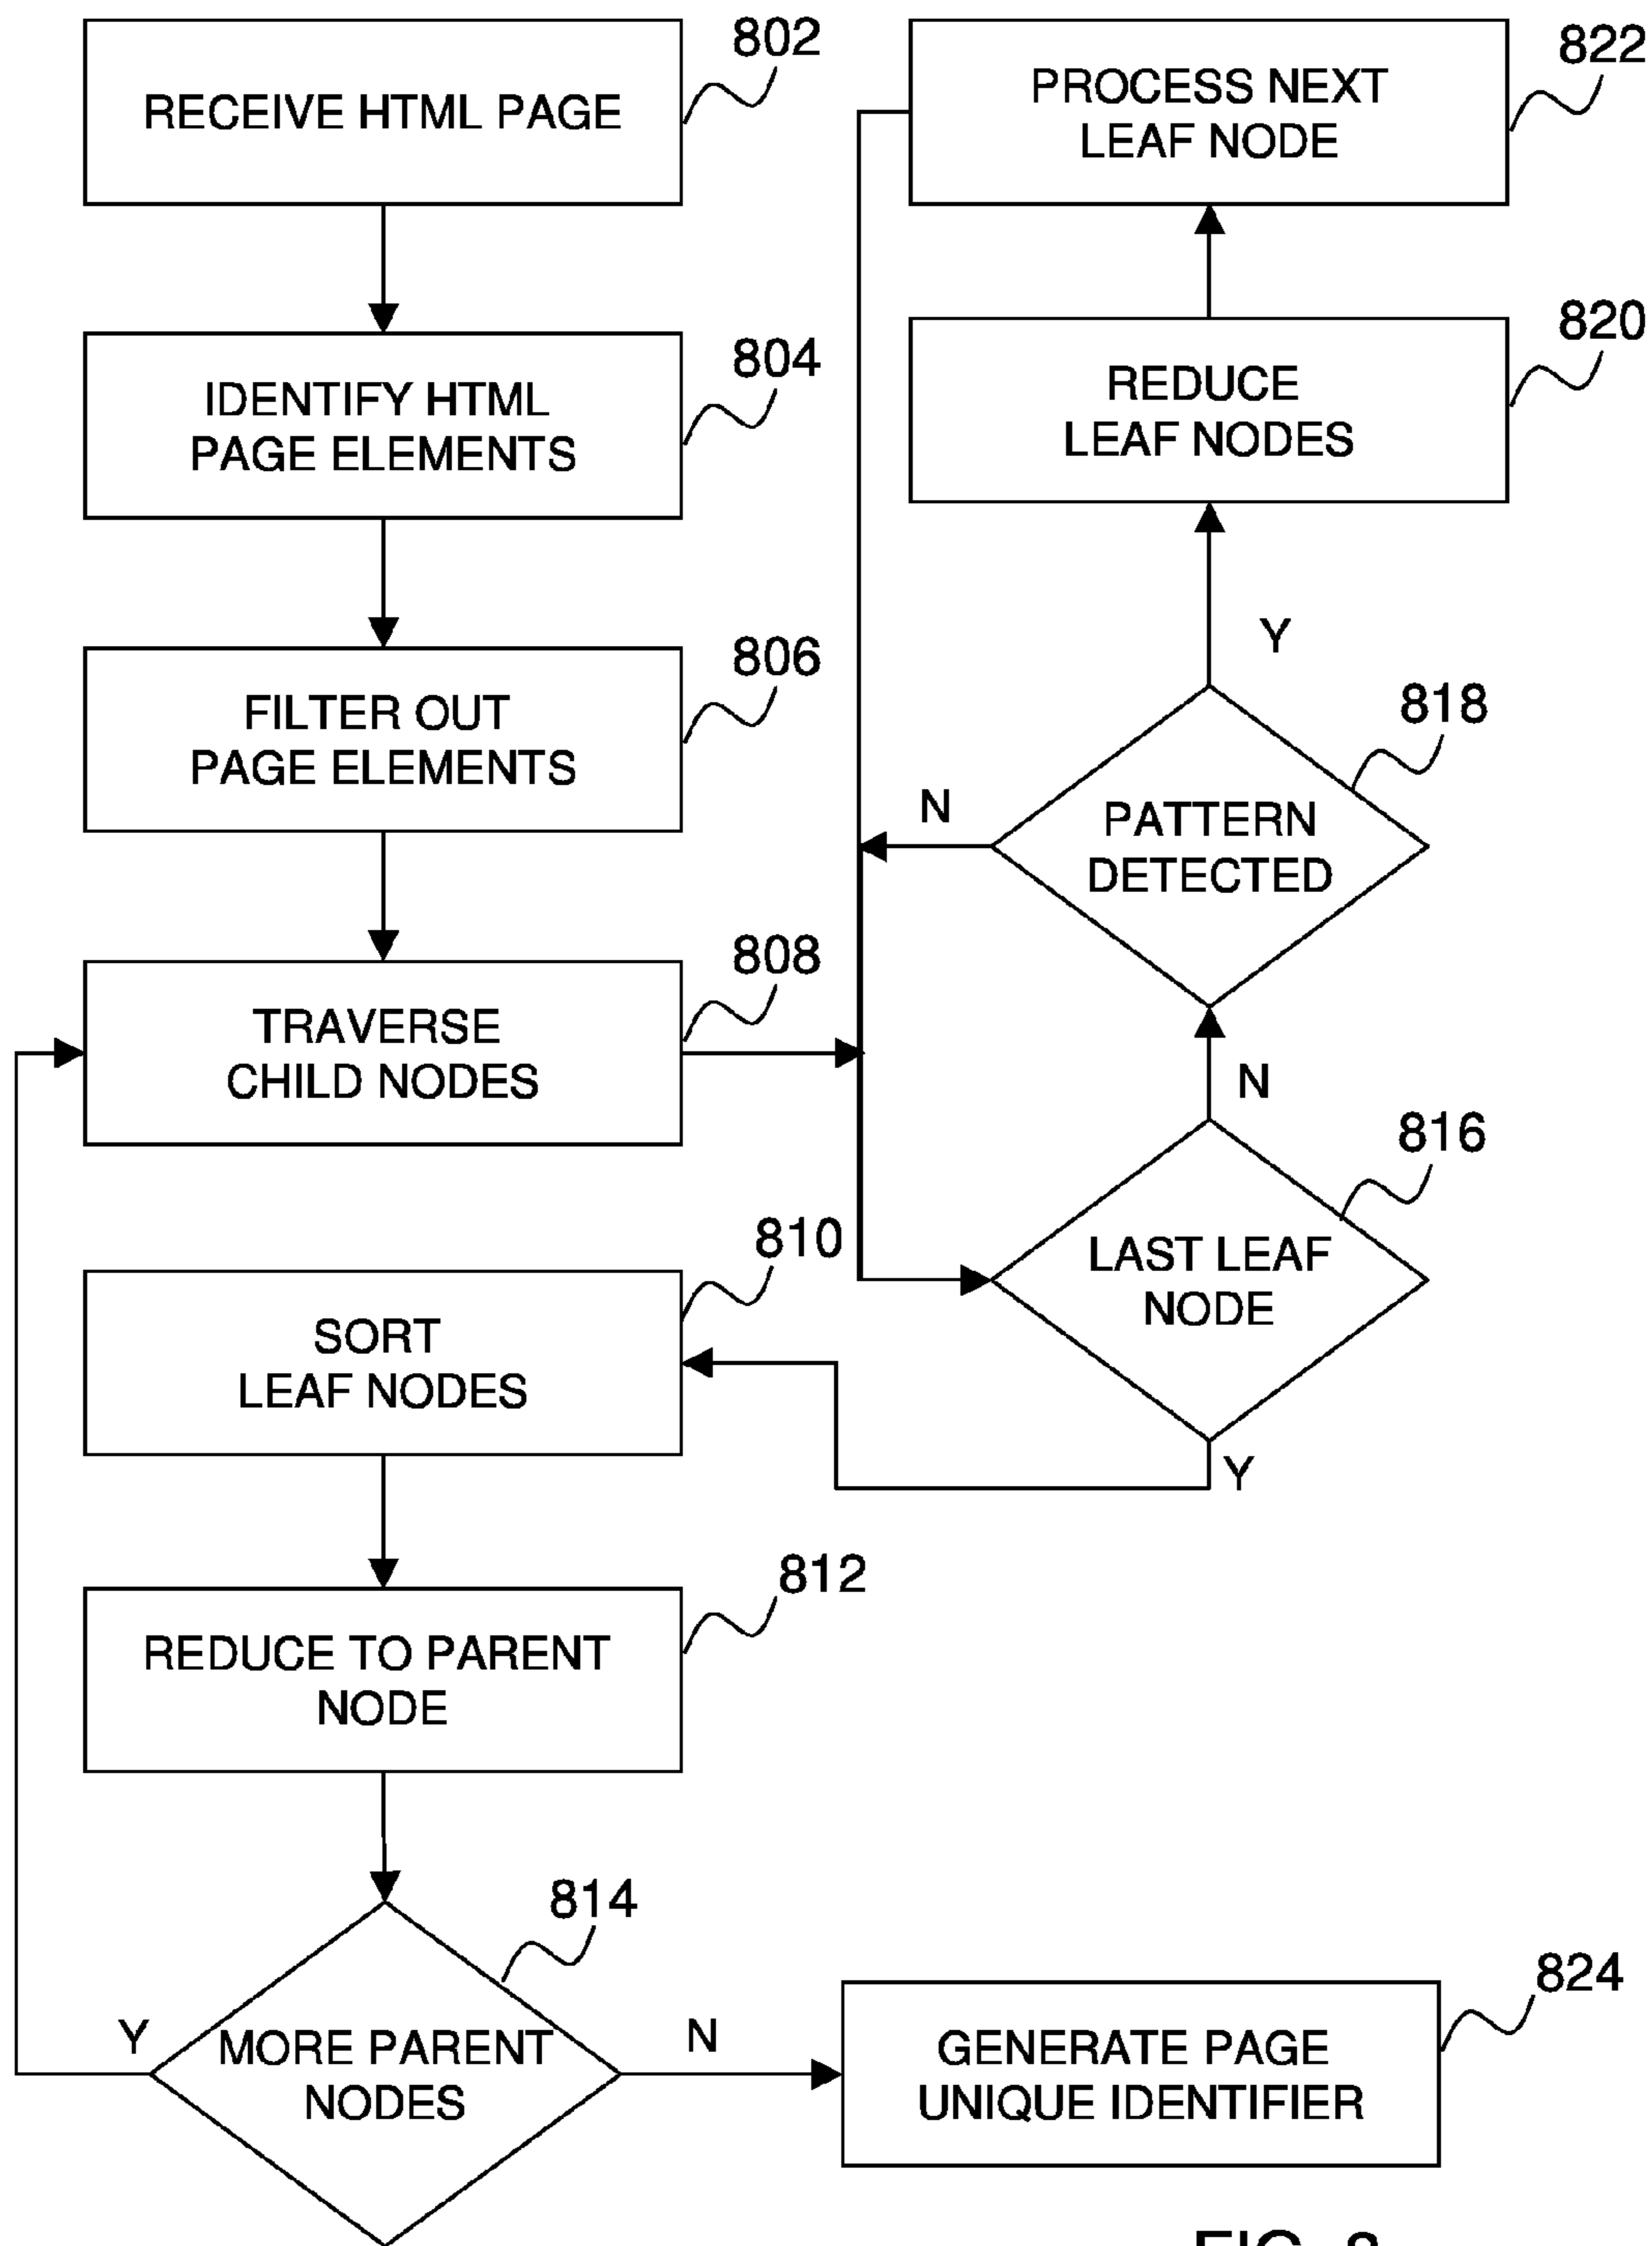 802
RECEIVE HTML PAGE
804
IDENTIFY HTML
PAGE ELEMENTS
806
FILTER OUT
PAGE ELEMENTS
808
TRAVERSE
CHILD NODES
810
SORT
LEAF NODES
812
REDUCE TO PARENT
NODE
814
MORE PARENT
NODES
Y
N
822
PROCESS NEXT
LEAF NODE
820
REDUCE
LEAF NODES
Y
818
PATTERN
DETECTED
N
N
816
LAST LEAF
NODE
Y
824
GENERATE PAGE
UNIQUE IDENTIFIER